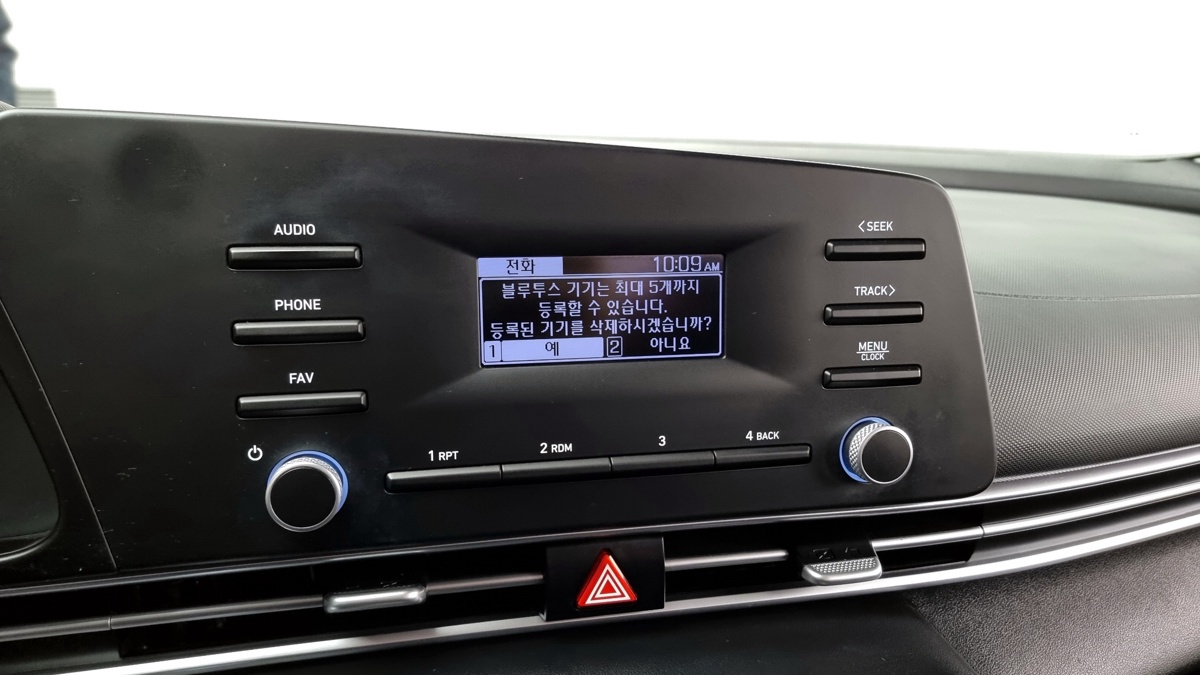 AUDIO
PHONE
FAV
전화 10:09 AM
블루투스 기기는 최대 5개까지
등록할 수 있습니다.
등록된 기기를 삭제하시겠습니까?
1 예 2 아니요
< SEEK
TRACK >
MENU
CLOCK
1 RPT 2 RDM 3 4 BACK